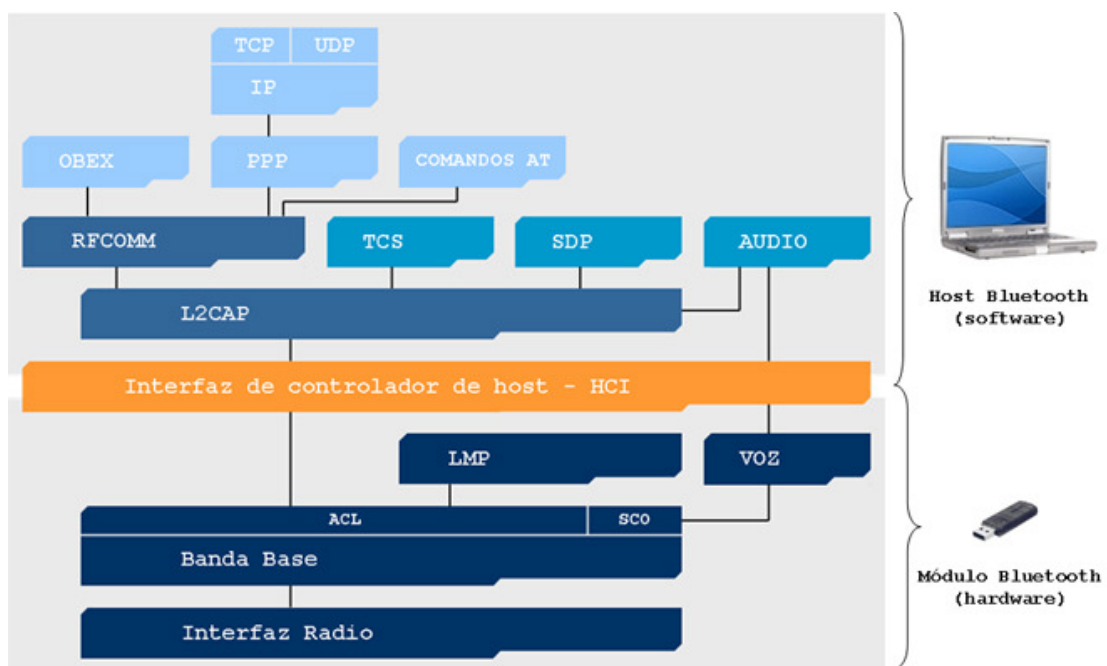 TCP UDP
IP
OBEX PPP COMANDOS AT
RFCOMM TCS SDP AUDIO
L2CAP
Host Bluetooth
(software)
Interfaz de controlador de host - HCI
LMP VOZ
ACL SCO
Banda Base
Módulo Bluetooth
(hardware)
Interfaz Radio